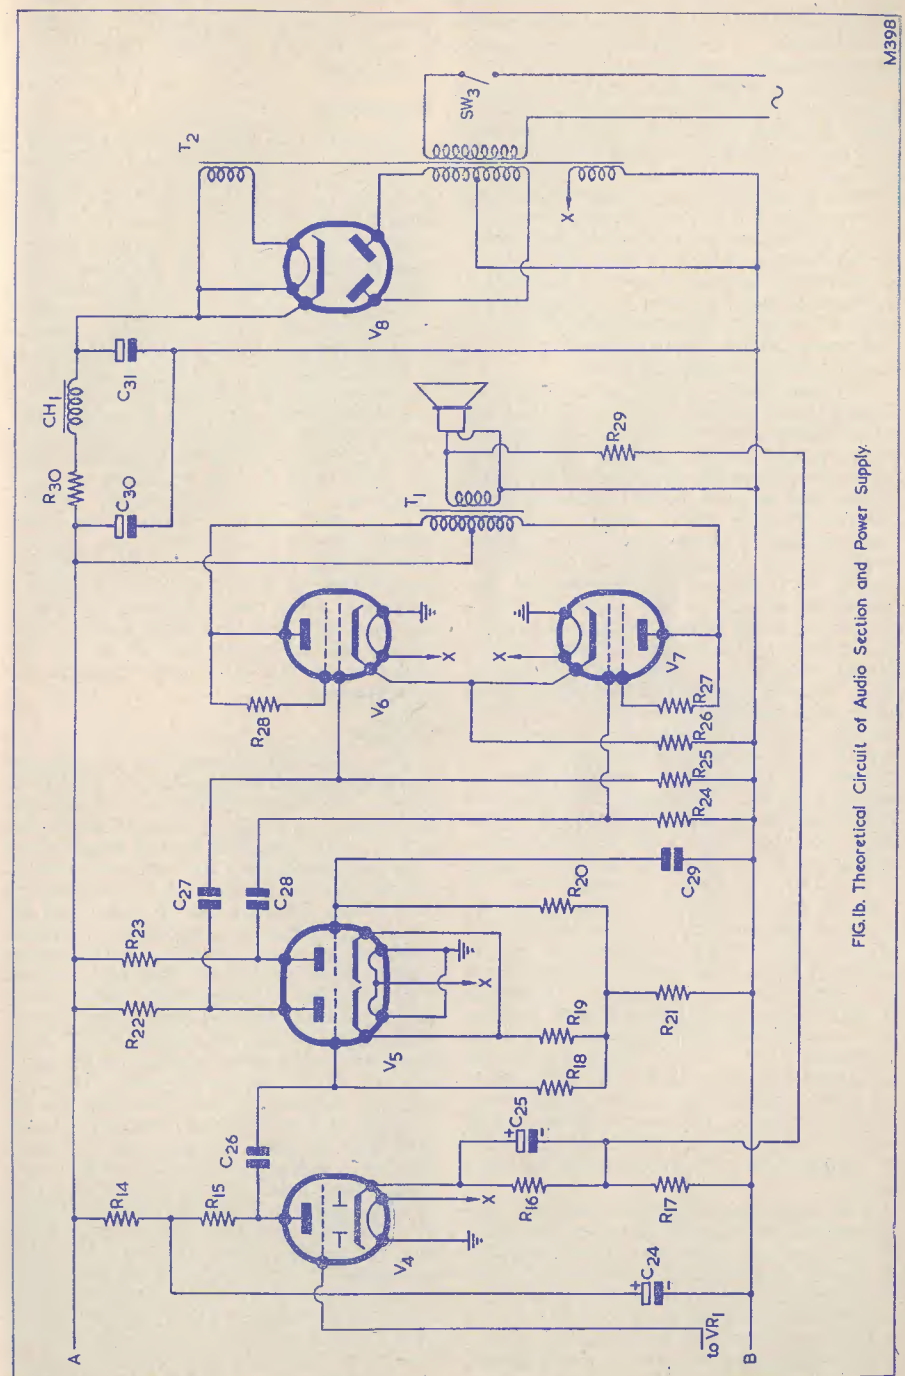 A
R14
R15
C26
V4
X
to VR1
B
+
C24
-
+
C25
-
R16
R17
R22
R23
C27
C28
V5
X
R18
R19
R20
R21
C29
R28
V6
X
X
V7
R24
R25
R26
R27
R30
CH1
C30
C31
T1
R29
V8
T2
X
SW3
~
FIG.1b. Theoretical Circuit of Audio Section and Power Supply.
M398